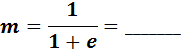 m = 1 / (1 + e) = ______